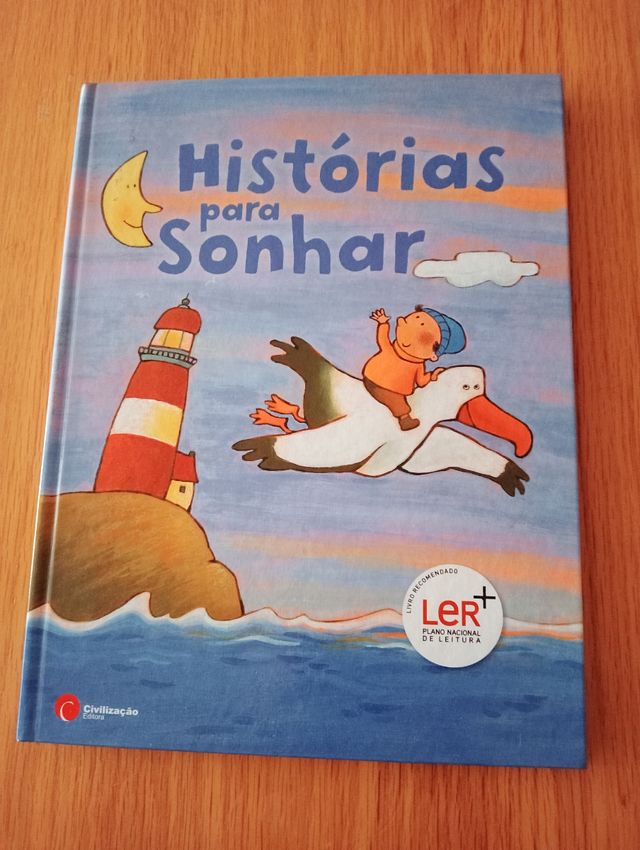 Histórias
para
Sonhar
LIVRO RECOMENDADO
LeR+
PLANO NACIONAL
DE LEITURA
C
Civilização
Editora